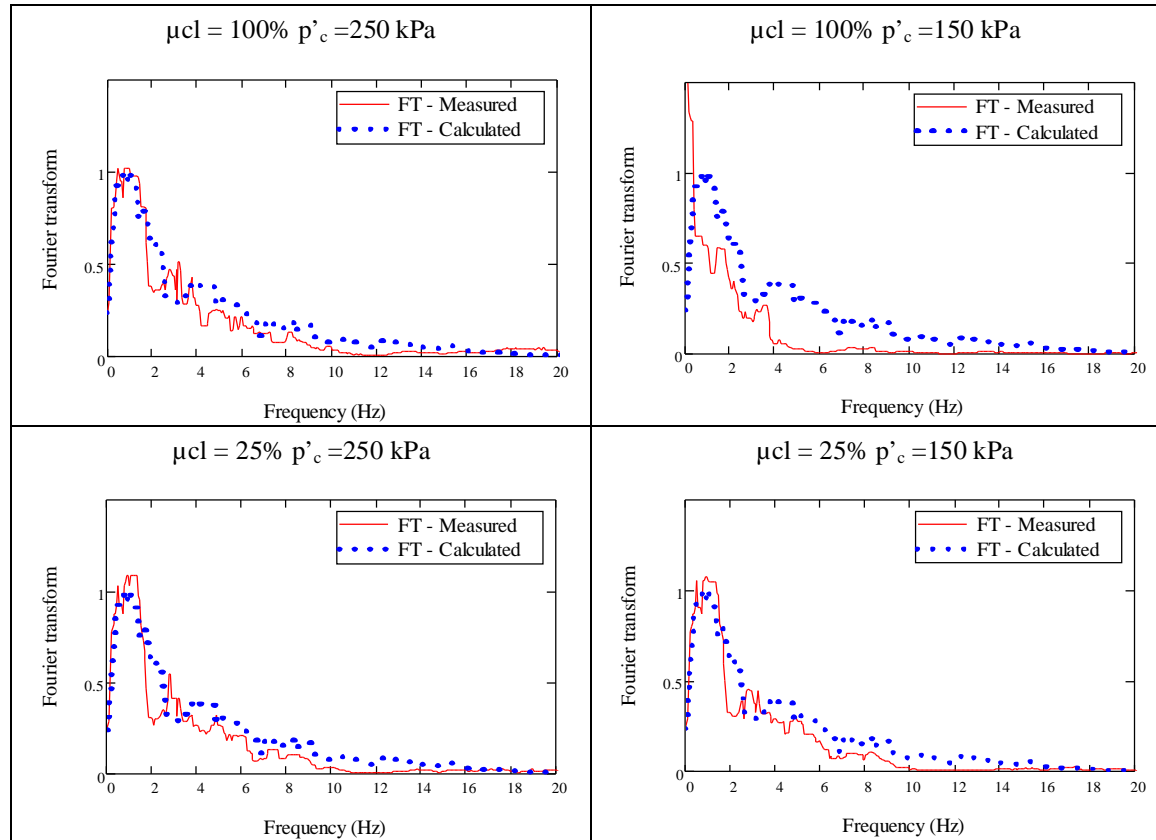 µcl = 100% p'c =250 kPa
FT - Measured
FT - Calculated
1
0.5
0
0 2 4 6 8 10 12 14 16 18 20
Fourier transform
Frequency (Hz)
µcl = 100% p'c =150 kPa
FT - Measured
FT - Calculated
1
0.5
0
0 2 4 6 8 10 12 14 16 18 20
Fourier transform
Frequency (Hz)
µcl = 25% p'c =250 kPa
FT - Measured
FT - Calculated
1
0.5
0
0 2 4 6 8 10 12 14 16 18 20
Fourier transform
Frequency (Hz)
µcl = 25% p'c =150 kPa
FT - Measured
FT - Calculated
1
0.5
0
0 2 4 6 8 10 12 14 16 18 20
Fourier transform
Frequency (Hz)